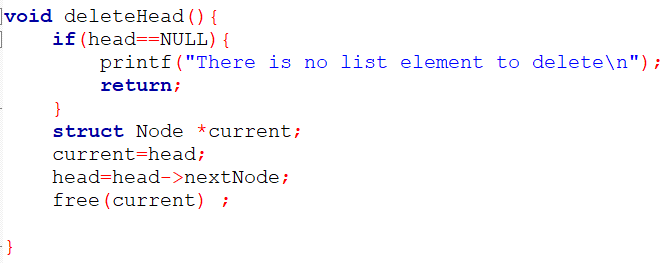 void deleteHead(){
    if(head==NULL){
        printf("There is no list element to delete\n");
        return;
    }
    struct Node *current;
    current=head;
    head=head->nextNode;
    free(current) ;
}